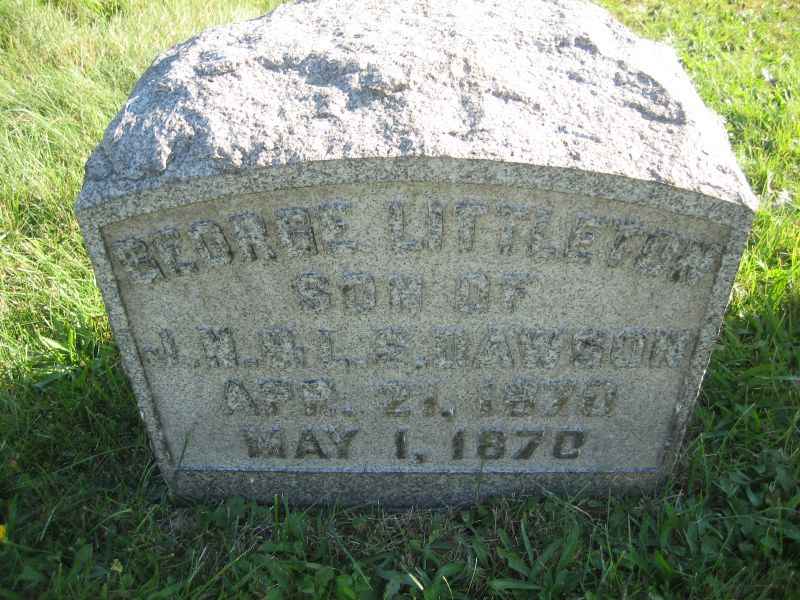 GEORGE LITTLETON
SON OF
J. N. & L. S. DAWSON
APR. 21, 1870
MAY 1, 1870